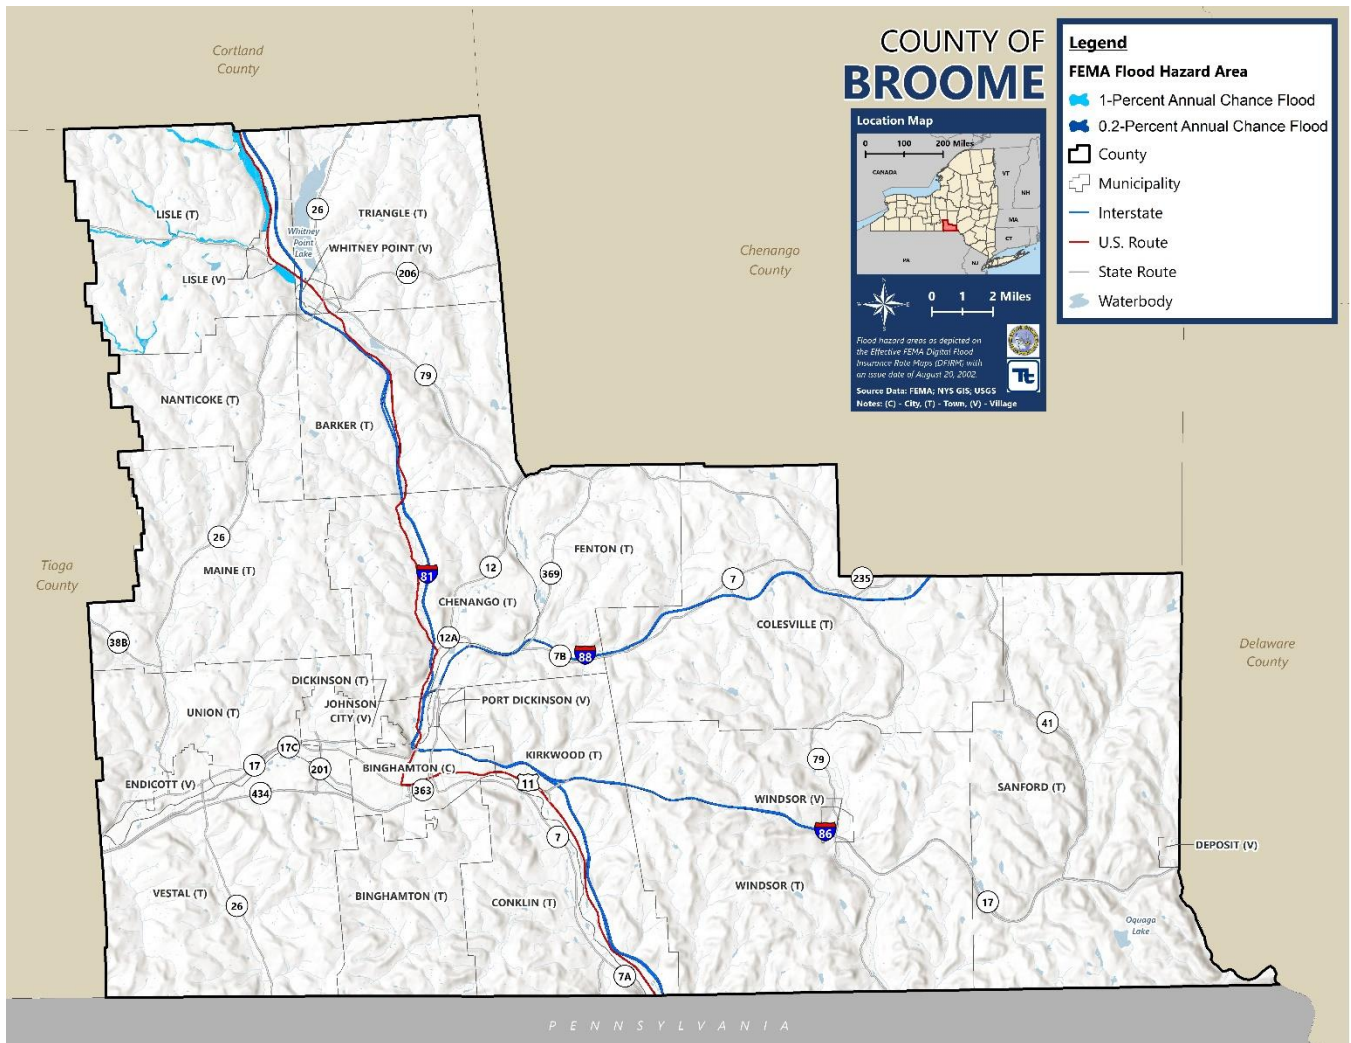 Cortland
County
COUNTY OF
BROOME
Legend
FEMA Flood Hazard Area
1-Percent Annual Chance Flood
0.2-Percent Annual Chance Flood
County
Municipality
Interstate
U.S. Route
State Route
Waterbody
Location Map
0 100 200 Miles
CANADA
VT
NH
MA
CT
PA
NJ
N
W
E
S
0 1 2 Miles
Flood hazard areas as depicted on
the Effective FEMA Digital Flood
Insurance Rate Maps (DFIRM) with
an issue date of August 20, 2002.
Source Data: FEMA; NYS GIS; USGS
Notes: (C) - City, (T) - Town, (V) - Village
Tt
LISLE (T)
26
TRIANGLE (T)
Whitney
Point
Lake
WHITNEY POINT (V)
Chenango
County
LISLE (V)
206
79
NANTICOKE (T)
BARKER (T)
26
FENTON (T)
Tioga
County
MAINE (T)
81
12
369
7
235
CHENANGO (T)
COLESVILLE (T)
38B
12A
7B
88
Delaware
County
DICKINSON (T)
JOHNSON
CITY (V)
PORT DICKINSON (V)
UNION (T)
41
17C
17
201
BINGHAMTON (C)
KIRKWOOD (T)
79
ENDICOTT (V)
434
363
11
SANFORD (T)
WINDSOR (V)
86
7
DEPOSIT (V)
VESTAL (T)
26
BINGHAMTON (T)
CONKLIN (T)
WINDSOR (T)
17
Oquaga
Lake
7A
PENNSYLVANIA